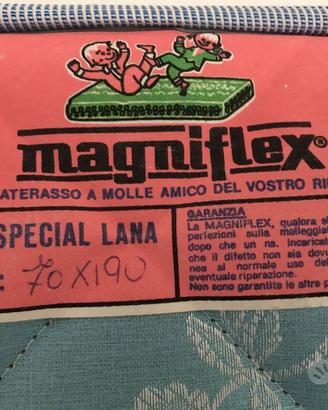 magniflex®
ATERASSO A MOLLE AMICO DEL VOSTRO RI
SPECIAL LANA
: 70X190
GARANZIA
La MAGNIFLEX, qualora
perfezioni sulla molleggia
dopo che un ns. incaricat
che il difetto non sia dovu
nea al normale uso de
eventuale riparazione.
Non sono garantite le altre p